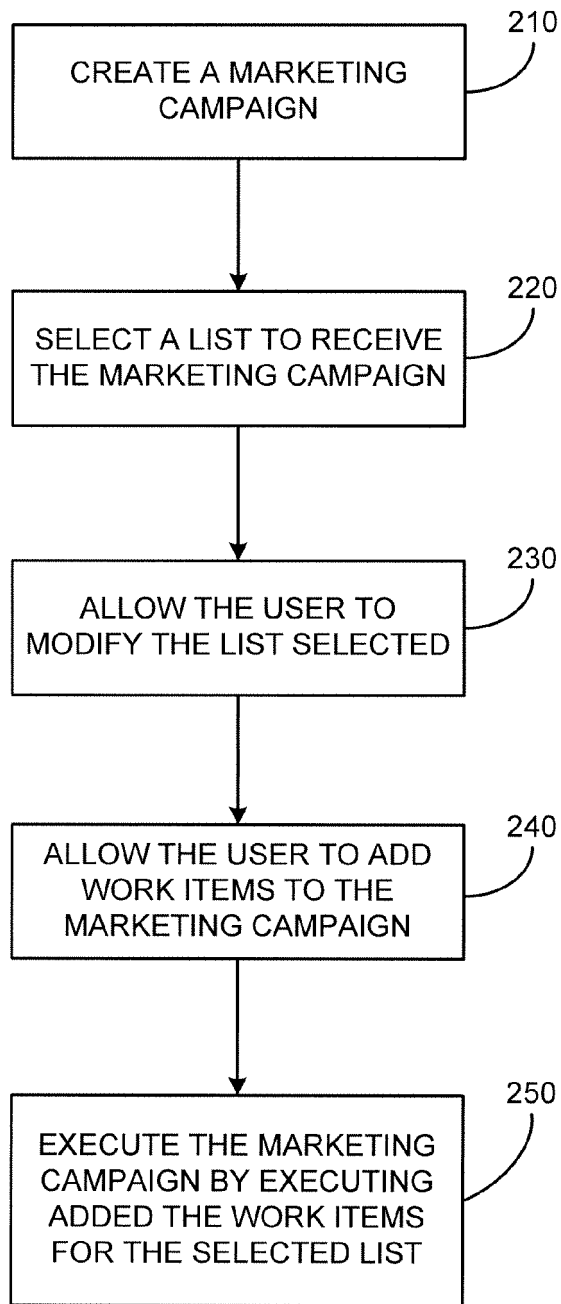 210
CREATE A MARKETING
CAMPAIGN
220
SELECT A LIST TO RECEIVE
THE MARKETING CAMPAIGN
230
ALLOW THE USER TO
MODIFY THE LIST SELECTED
240
ALLOW THE USER TO ADD
WORK ITEMS TO THE
MARKETING CAMPAIGN
250
EXECUTE THE MARKETING
CAMPAIGN BY EXECUTING
ADDED THE WORK ITEMS
FOR THE SELECTED LIST